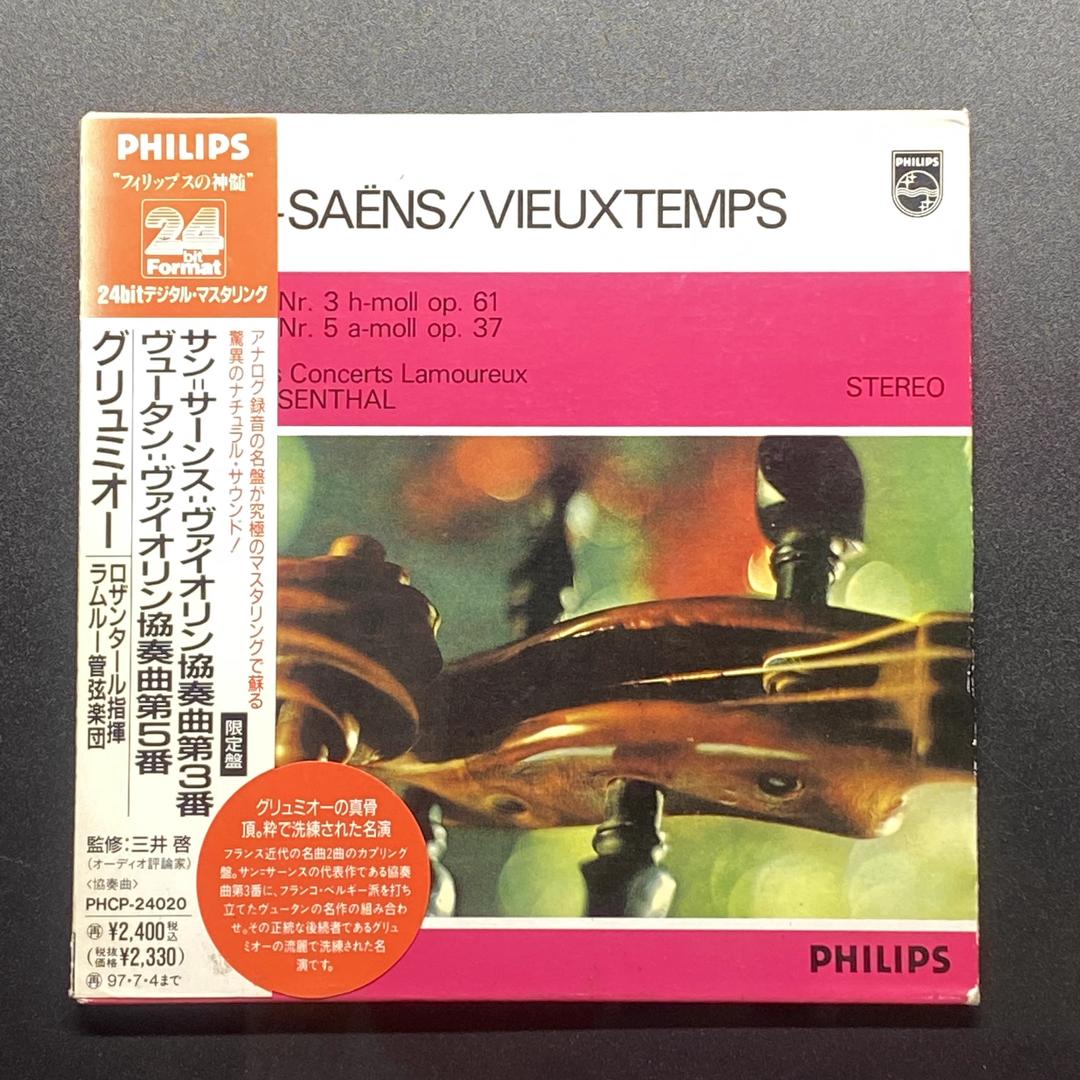 PHILIPS
"フィリップスの神髄"
24
bit
Format
24bitデジタル・マスタリング
アナログ録音の名盤が究極のマスタリングで蘇る
驚異のナチュラル・サウンド!
サン=サーンス:ヴァイオリン協奏曲第3番
ヴュータン:ヴァイオリン協奏曲第5番
グリュミオー
ロザンタール指揮
ラムルー管弦楽団
限定盤
監修:三井 啓
(オーディオ評論家)
〈協奏曲〉
PHCP-24020
再 ¥2,400税込
(税抜価格¥2,330)
再 97・7・4まで
グリュミオーの真骨
頂。粋で洗練された名演
フランス近代の名曲2曲のカプリング
盤。サン=サーンスの代表作である協奏
曲第3番に、フランコ・ベルギー派を打ち
立てたヴュータンの名作の組み合わ
せ。その正統な後続者であるグリュ
ミオーの流麗で洗練された名
演です。
-SAËNS/VIEUXTEMPS
PHILIPS
Nr. 3 h-moll op. 61
Nr. 5 a-moll op. 37
s Concerts Lamoureux
SENTHAL
STEREO
PHILIPS